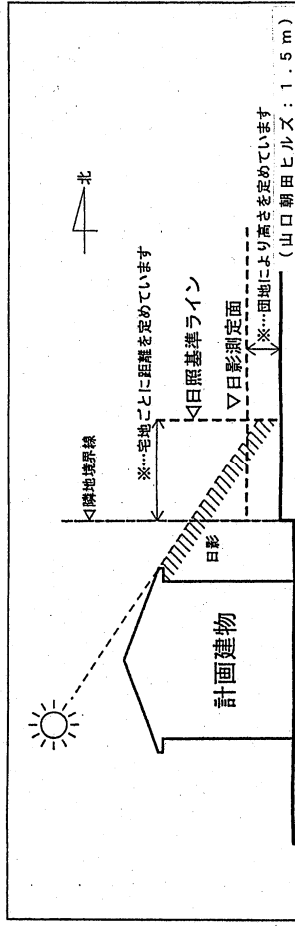 北
▽隣地境界線
※…宅地ごとに距離を定めています
▽日照基準ライン
▽日影測定面
※…団地により高さを定めています
(山口朝田ヒルズ:1.5m)
日影
計画建物